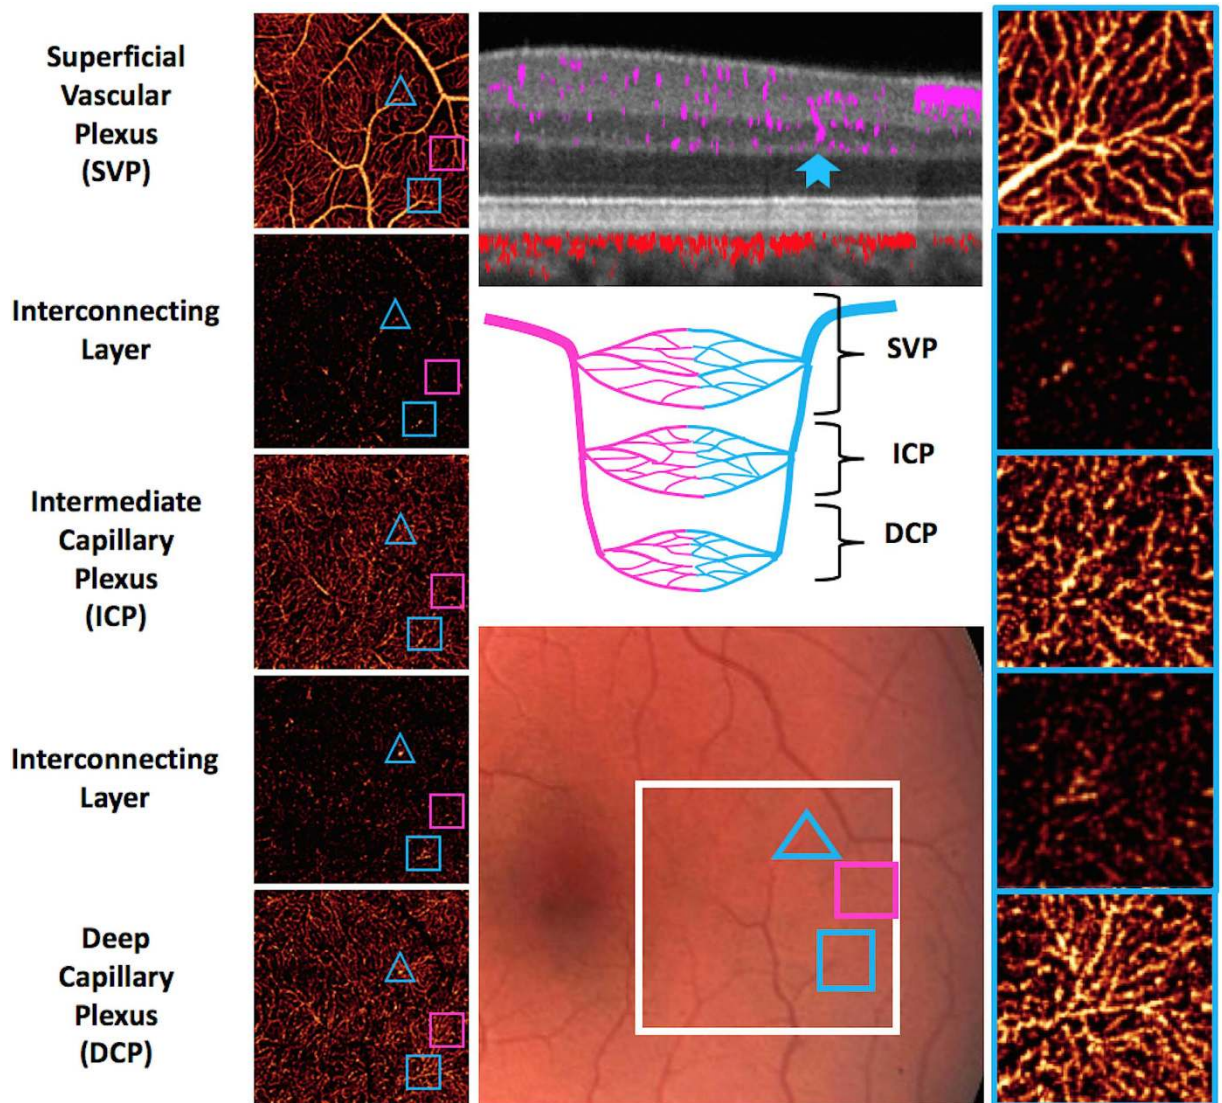 Superficial
Vascular
Plexus
(SVP)
Interconnecting
Layer
Intermediate
Capillary
Plexus
(ICP)
Interconnecting
Layer
Deep
Capillary
Plexus
(DCP)
SVP
ICP
DCP